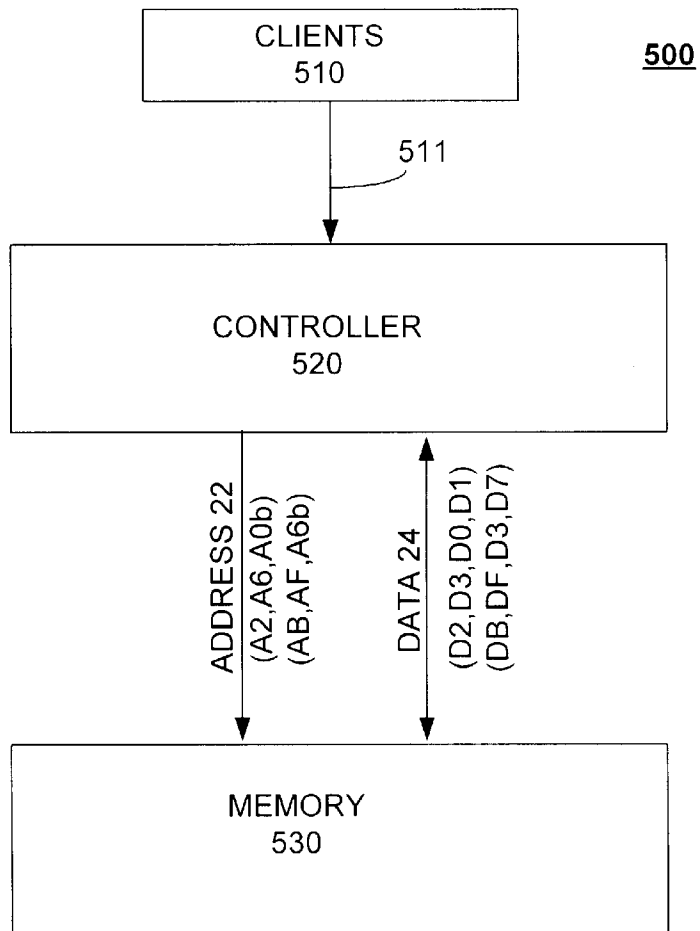 CLIENTS
510
500
511
CONTROLLER
520
ADDRESS 22
(A2,A6,A0b)
(AB,AF,A6b)
DATA 24
(D2,D3,D0,D1)
(DB,DF,D3,D7)
MEMORY
530